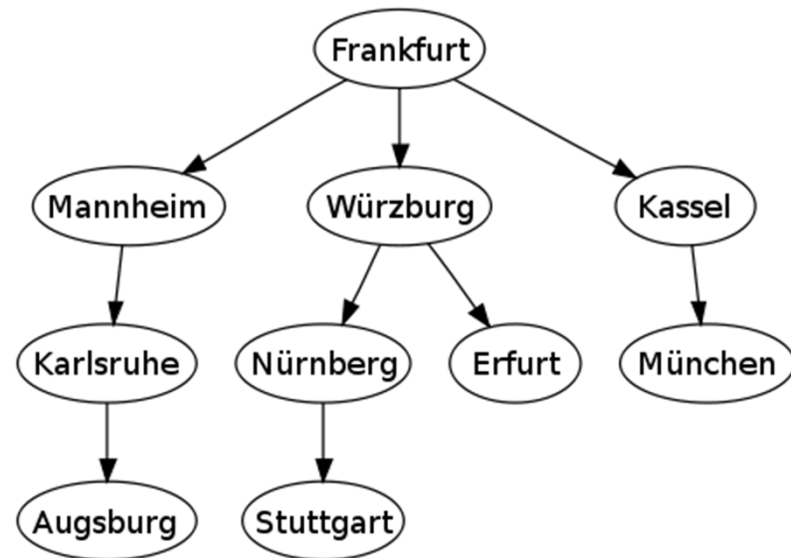 Frankfurt
Mannheim Würzburg Kassel
Karlsruhe Nürnberg Erfurt München
Augsburg Stuttgart